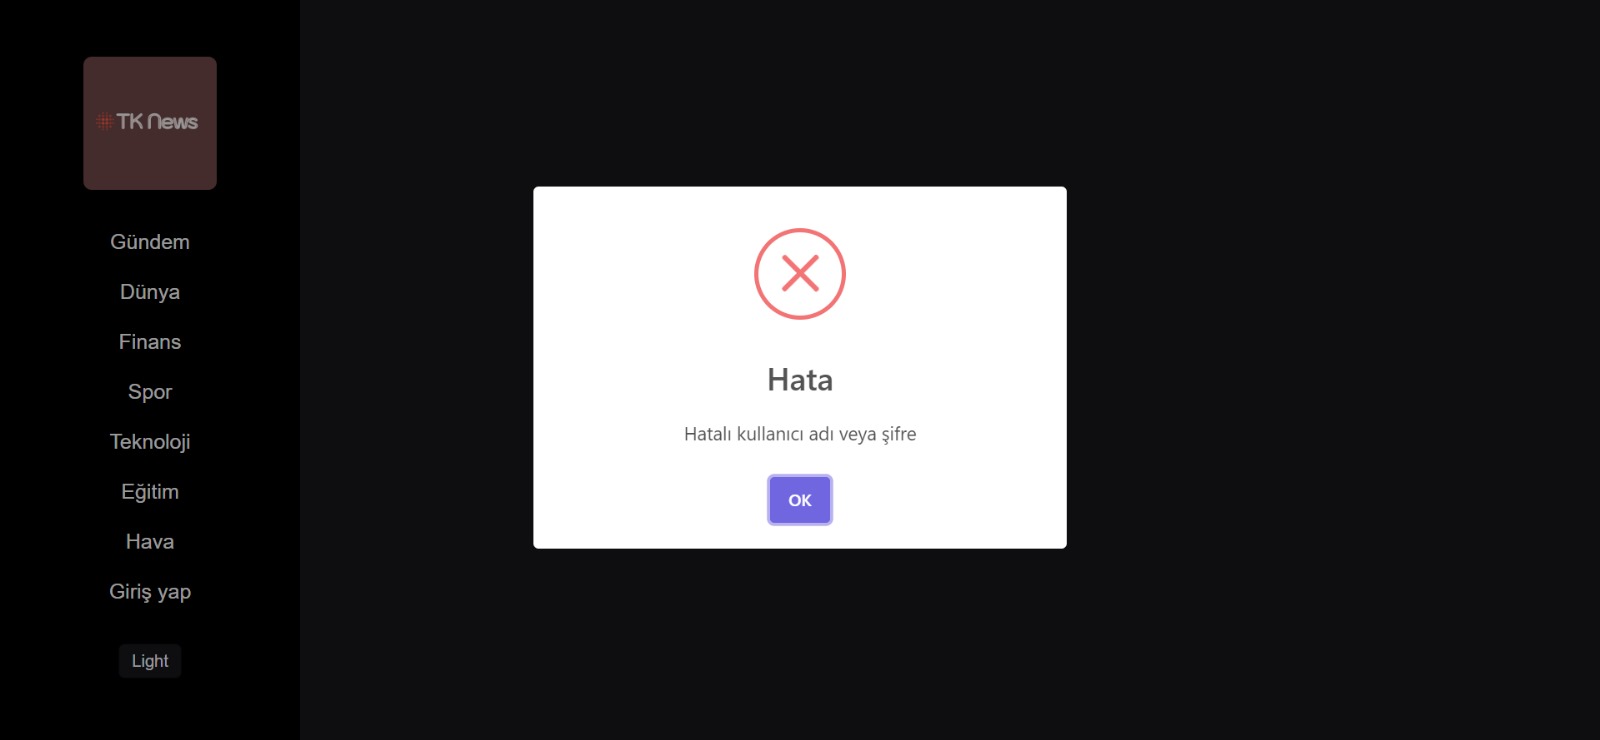 TK News
Gündem
Dünya
Finans
Spor
Teknoloji
Eğitim
Hava
Giriş yap
Light
Hata
Hatalı kullanıcı adı veya şifre
OK